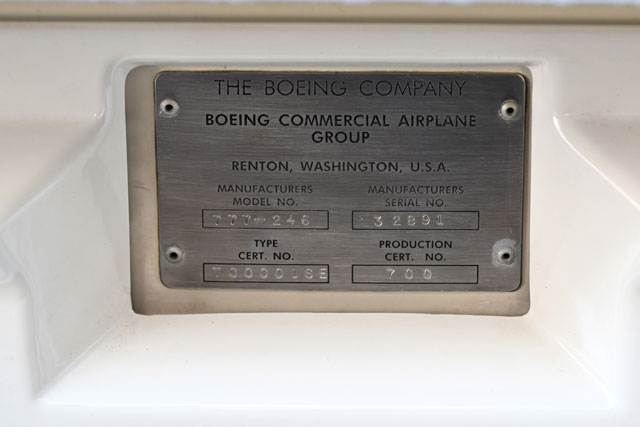 THE BOEING COMPANY
BOEING COMMERCIAL AIRPLANE
GROUP
RENTON, WASHINGTON, U.S.A.
MANUFACTURERS MODEL NO.
777-246
MANUFACTURERS SERIAL NO.
32891
TYPE CERT. NO.
T00001SE
PRODUCTION CERT. NO.
700